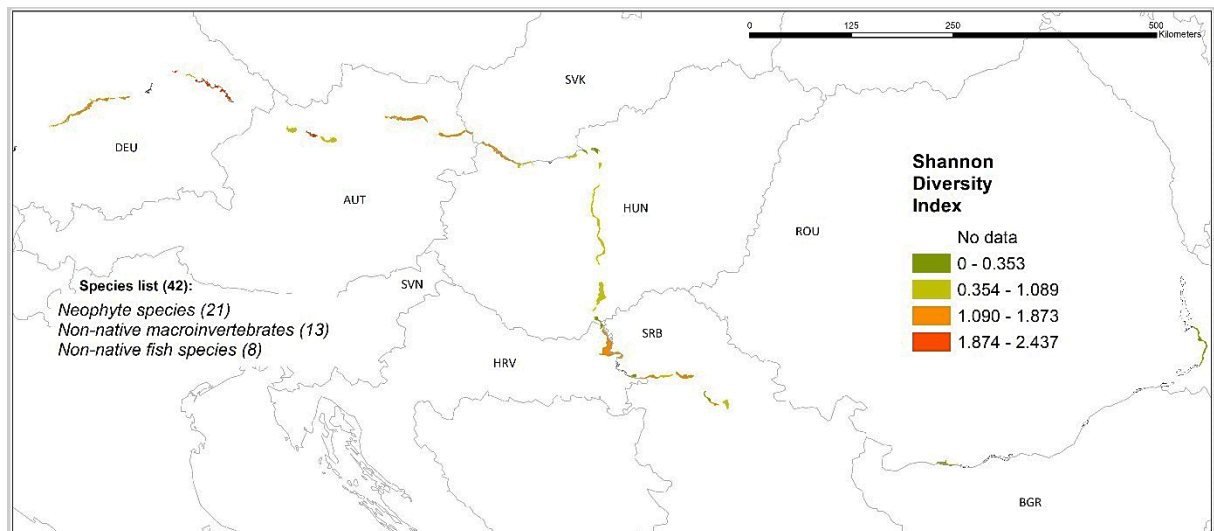 0 125 250 500
Kilometers
SVK
DEU
AUT
HUN
ROU
SVN
SRB
HRV
BGR
Shannon
Diversity
Index
No data
0 - 0.353
0.354 - 1.089
1.090 - 1.873
1.874 - 2.437
Species list (42):
Neophyte species (21)
Non-native macroinvertebrates (13)
Non-native fish species (8)